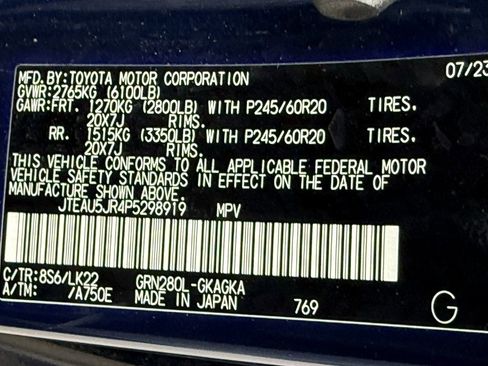 MFD.BY:TOYOTA MOTOR CORPORATION 07/23
GVWR:2765KG (6100LB)
GAWR:FRT. 1270KG (2800LB) WITH P245/60R20 TIRES.
20X7J RIMS.
RR. 1515KG (3350LB) WITH P245/60R20 TIRES.
20X7J RIMS.
THIS VEHICLE CONFORMS TO ALL APPLICABLE FEDERAL MOTOR
VEHICLE SAFETY STANDARDS IN EFFECT ON THE DATE OF
MANUFACTURE SHOWN ABOVE.
JTEAU5JR4P5298919 MPV
C/TR:8S6/LK22 GRN280L-GKAGKA
A/TM: /A750E MADE IN JAPAN 769 G